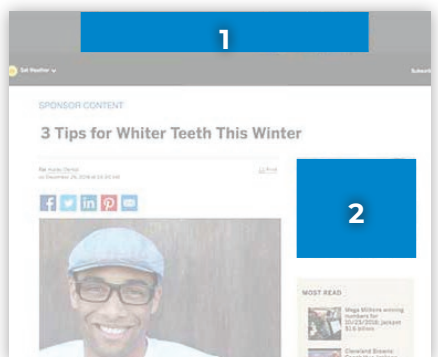 1
Get Weather
Subscribe
SPONSOR CONTENT
3 Tips for Whiter Teeth This Winter
Print
2
MOST READ
Mega Millions winning
numbers for
10/23/2018; jackpot
$1.6 billion
Cleveland Browns